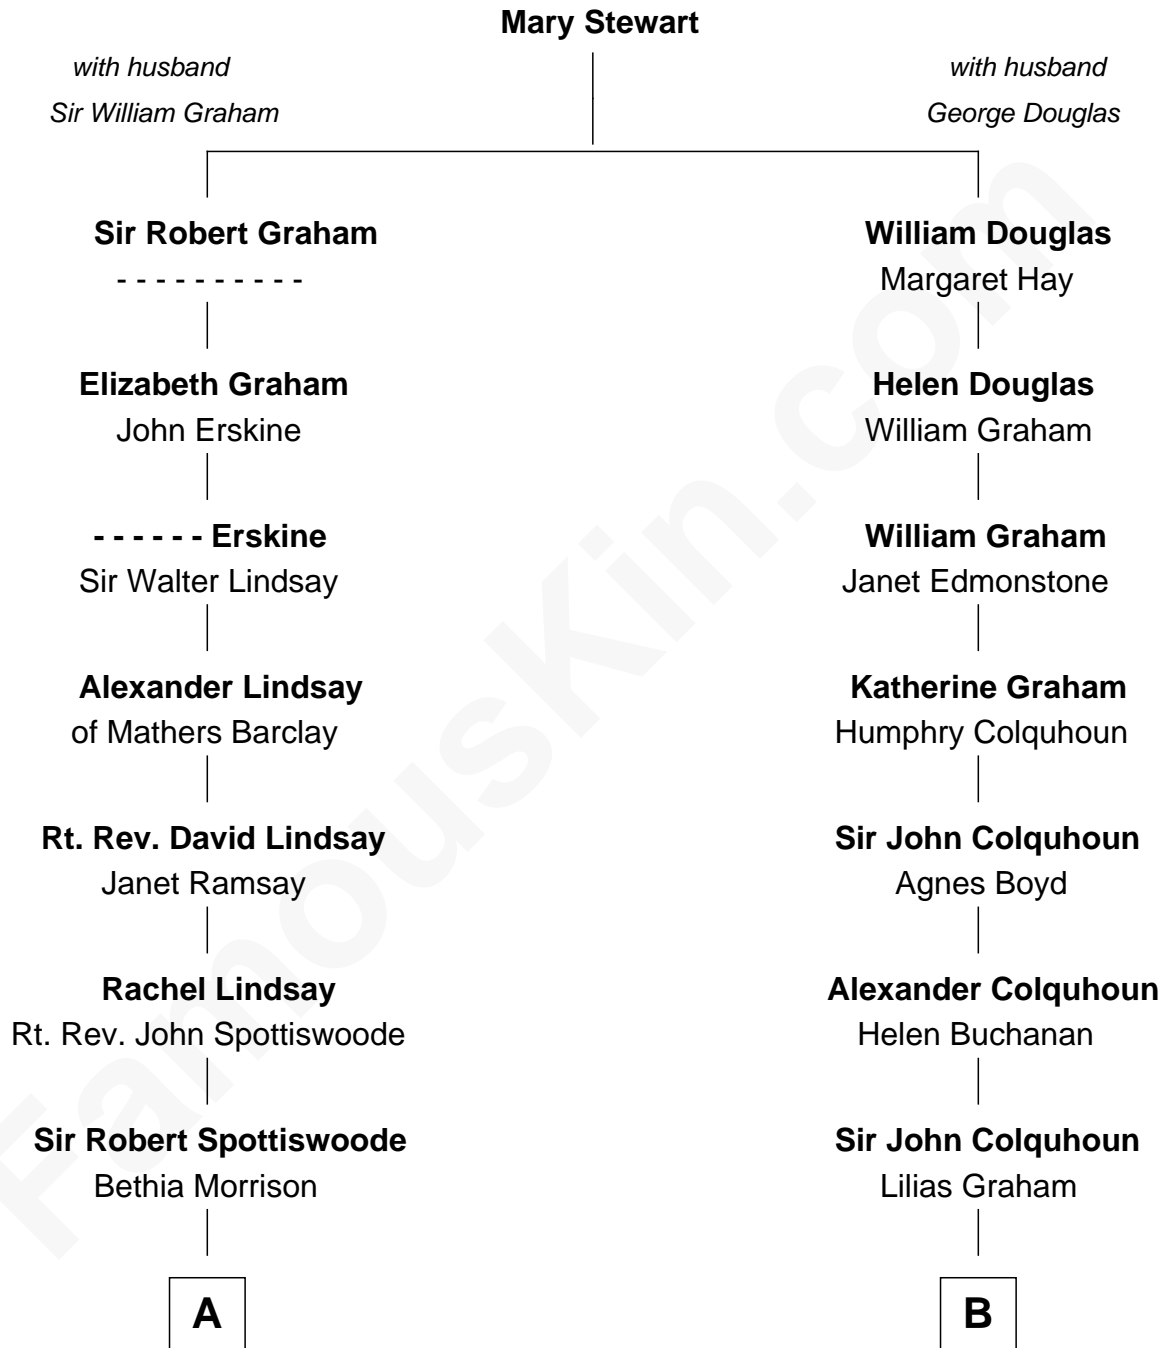 Mary Stewart
with husband
Sir William Graham
with husband
George Douglas
Sir Robert Graham
- - - - - - - - - -
William Douglas
Margaret Hay
Elizabeth Graham
John Erskine
Helen Douglas
William Graham
- - - - - - Erskine
Sir Walter Lindsay
William Graham
Janet Edmonstone
Alexander Lindsay
of Mathers Barclay
Katherine Graham
Humphry Colquhoun
Rt. Rev. David Lindsay
Janet Ramsay
Sir John Colquhoun
Agnes Boyd
Rachel Lindsay
Rt. Rev. John Spottiswoode
Alexander Colquhoun
Helen Buchanan
Sir Robert Spottiswoode
Bethia Morrison
Sir John Colquhoun
Lilias Graham
A
B
FamousKin.com